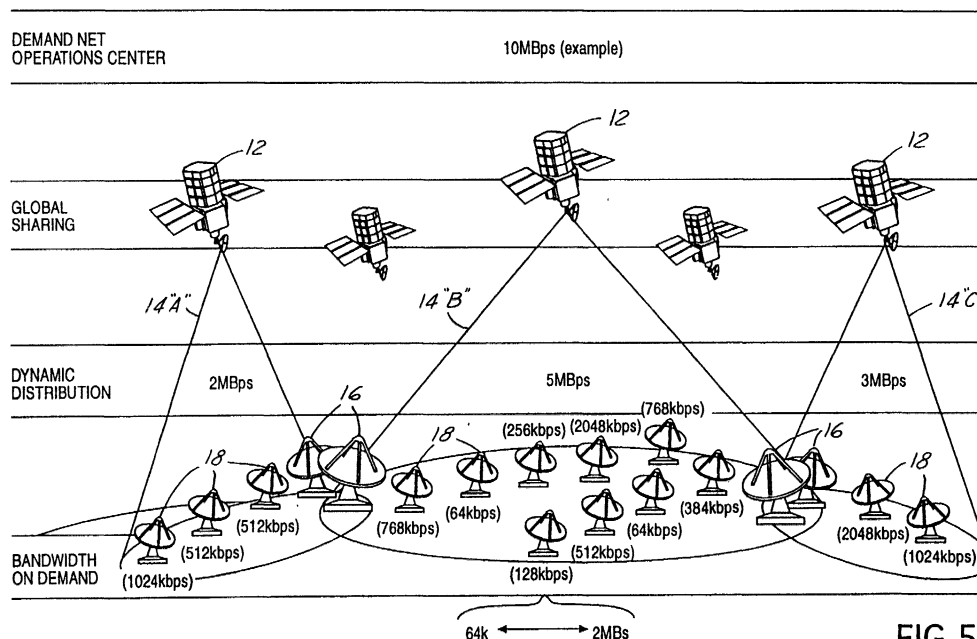 DEMAND NET
OPERATIONS CENTER
10MBps (example)
12
12
12
GLOBAL
SHARING
14"A"
14"B"
14"C"
DYNAMIC
DISTRIBUTION
2MBps
5MBps
3MBps
16
(768kbps)
(256kbps)
(2048kbps)
16
18
18
18
(512kbps)
(768kbps)
(64kbps)
(384kbps)
(512kbps)
(64kbps)
(2048kbps)
(512kbps)
(1024kbps)
BANDWIDTH
ON DEMAND
(1024kbps)
(128kbps)
64k
2MBs
FIG. 5